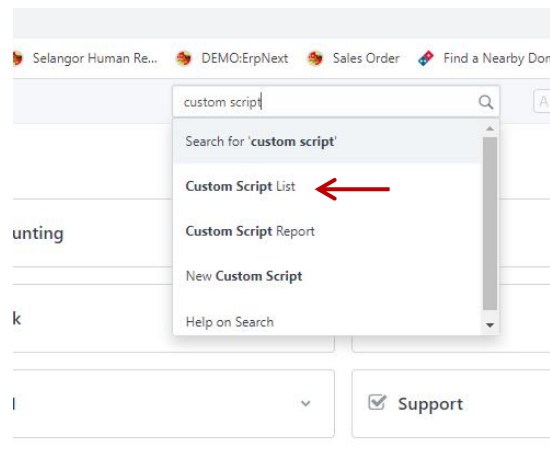 Selangor Human Re... DEMO:ErpNext Sales Order Find a Nearby Dor
custom script
Search for 'custom script'
Custom Script List
Custom Script Report
unting
New Custom Script
k
Help on Search
Support